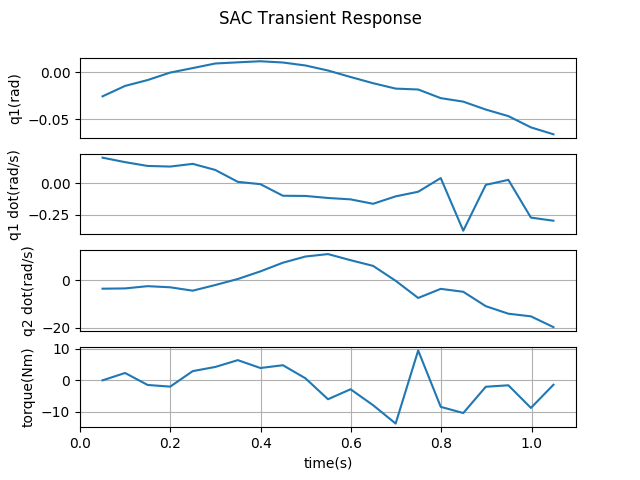 SAC Transient Response
q1(rad)
0.00
−0.05
q1 dot(rad/s)
0.00
−0.25
q2 dot(rad/s)
0
−20
torque(Nm)
10
0
−10
0.0 0.2 0.4 0.6 0.8 1.0
time(s)